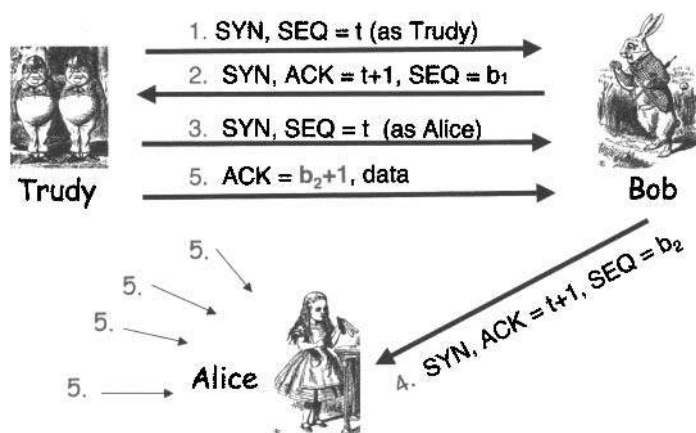 1. SYN, SEQ = t (as Trudy)
2. SYN, ACK = t+1, SEQ = b₁
3. SYN, SEQ = t (as Alice)
5. ACK = b₂+1, data
Trudy
Bob
5.
5.
5.
5.
Alice
4. SYN, ACK = t+1, SEQ = b₂